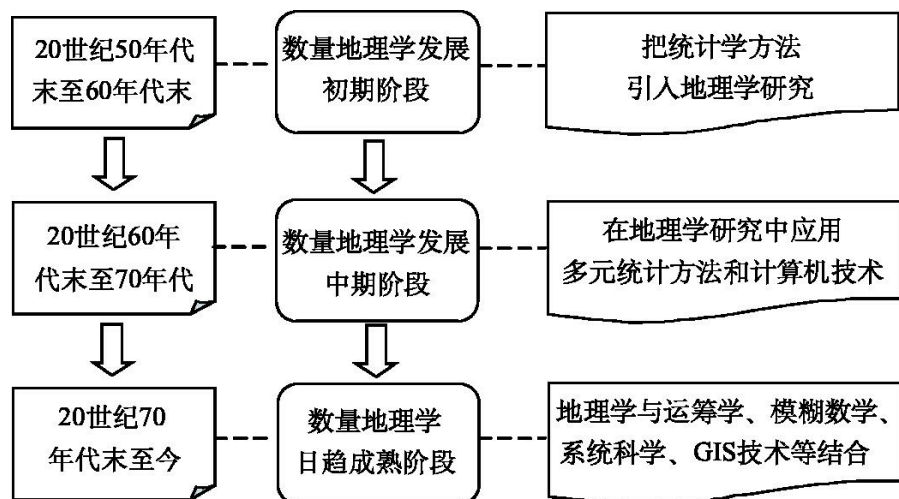 20世纪50年代
末至60年代末
数量地理学发展
初期阶段
把统计学方法
引入地理学研究
20世纪60年
代末至70年代
数量地理学发展
中期阶段
在地理学研究中应用
多元统计方法和计算机技术
20世纪70
年代末至今
数量地理学
日趋成熟阶段
地理学与运筹学、模糊数学、
系统科学、GIS技术等结合